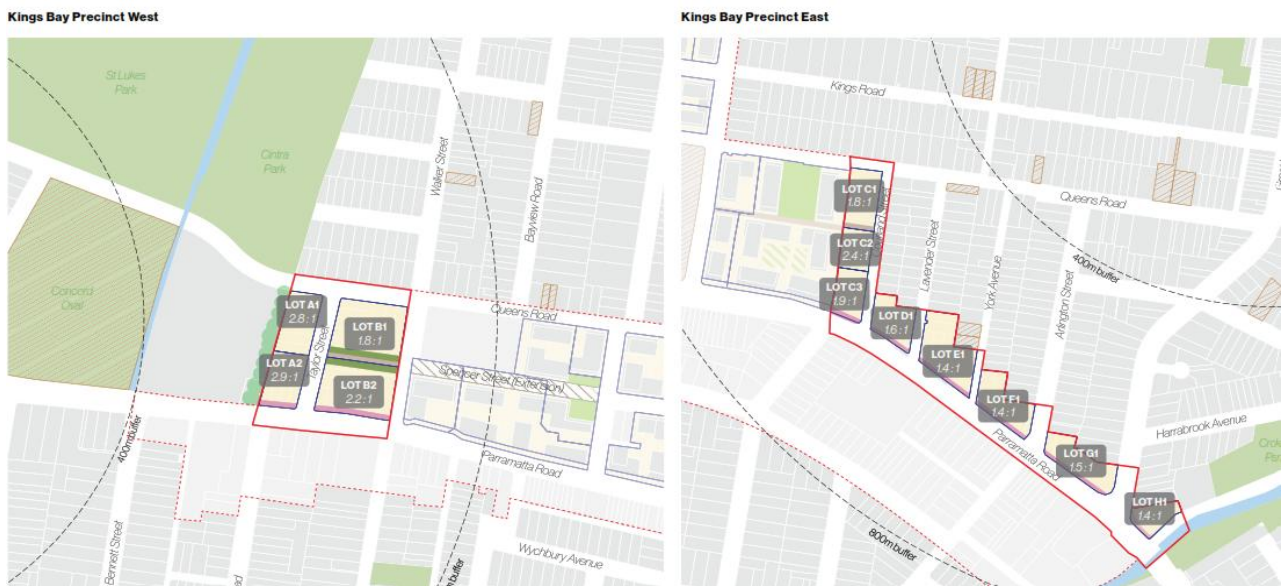 Kings Bay Precinct West
St Lukes
Park
Cintra
Park
Concord
Oval
Walker Street
Bayview Road
LOT A1
2.8 : 1
LOT A2
2.9 : 1
Taylor Street
LOT B1
1.8 : 1
LOT B2
2.2 : 1
Queens Road
Spencer Street (Extension)
Parramatta Road
400m buffer
Bennett Street
Wychbury Avenue
Kings Bay Precinct East
Kings Road
Queens Road
LOT C1
1.8 : 1
LOT C2
2.4 : 1
LOT C3
1.9 : 1
Street
Lavender Street
York Avenue
Arlington Street
400m buffer
LOT D1
1.6 : 1
LOT E1
1.4 : 1
LOT F1
1.4 : 1
LOT G1
1.5 : 1
LOT H1
1.4 : 1
Parramatta Road
Harrabrook Avenue
800m buffer